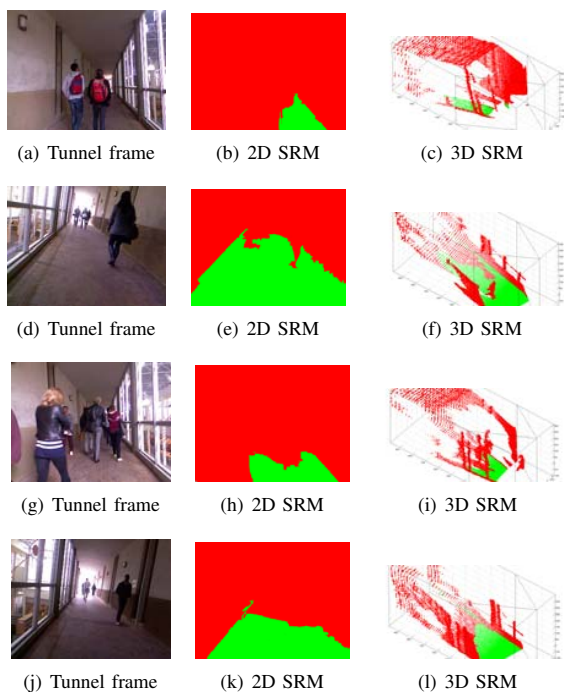 (a) Tunnel frame
(b) 2D SRM
(c) 3D SRM
(d) Tunnel frame
(e) 2D SRM
(f) 3D SRM
(g) Tunnel frame
(h) 2D SRM
(i) 3D SRM
(j) Tunnel frame
(k) 2D SRM
(l) 3D SRM